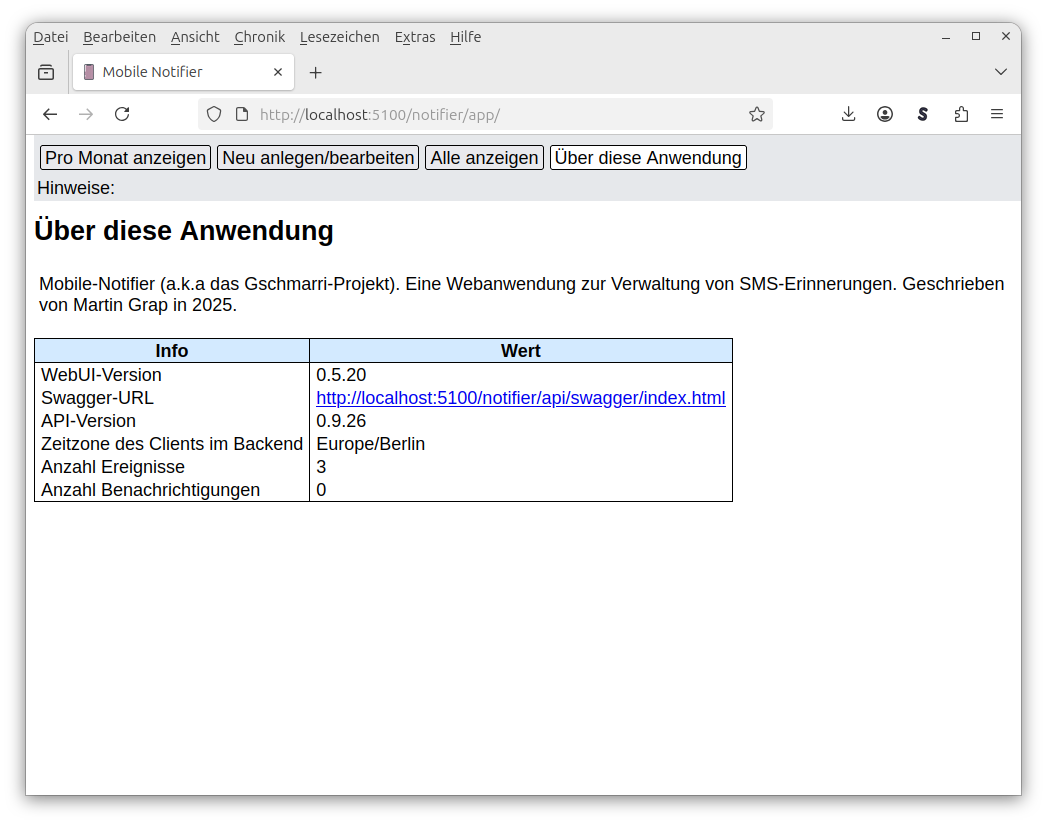 Datei Bearbeiten Ansicht Chronik Lesezeichen Extras Hilfe
Mobile Notifier
http://localhost:5100/notifier/app/
Pro Monat anzeigen Neu anlegen/bearbeiten Alle anzeigen Über diese Anwendung
Hinweise:
Über diese Anwendung
Mobile-Notifier (a.k.a das Gschmarri-Projekt). Eine Webanwendung zur Verwaltung von SMS-Erinnerungen. Geschrieben
von Martin Grap in 2025.
Info Wert
WebUI-Version 0.5.20
Swagger-URL http://localhost:5100/notifier/api/swagger/index.html
API-Version 0.9.26
Zeitzone des Clients im Backend Europe/Berlin
Anzahl Ereignisse 3
Anzahl Benachrichtigungen 0